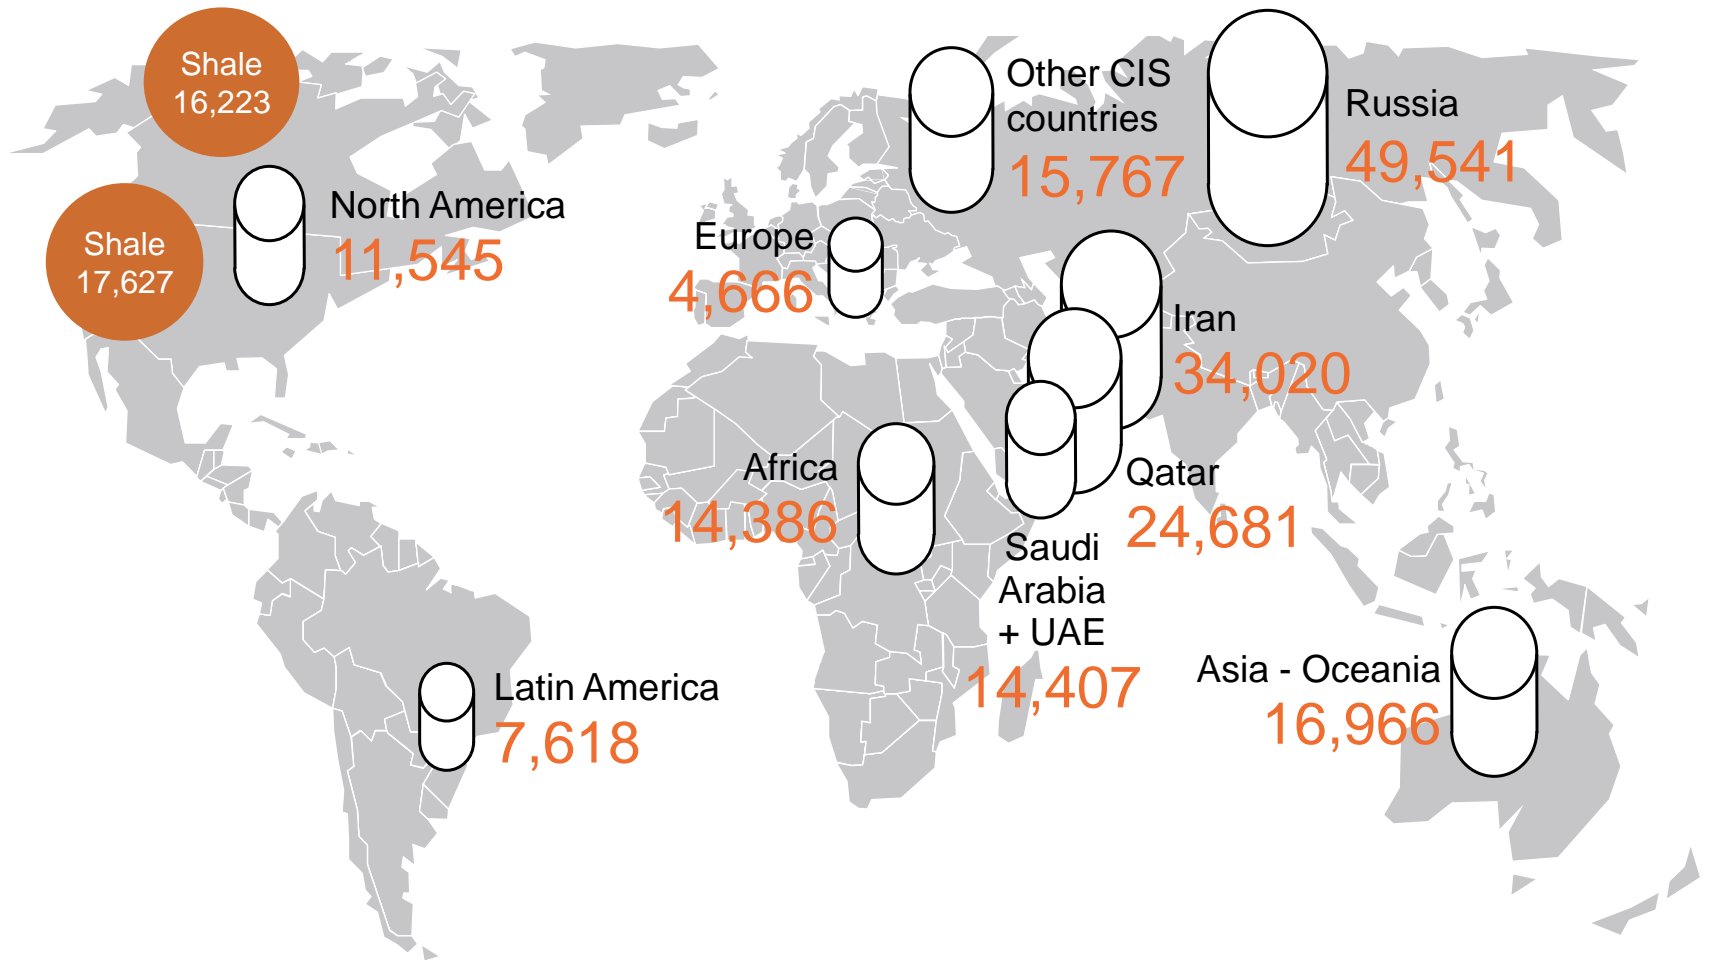 Shale
16,223
Shale
17,627
North America
11,545
Latin America
7,618
Europe
4,666
Africa
14,386
Other CIS
countries
15,767
Russia
49,541
Iran
34,020
Qatar
24,681
Saudi
Arabia
+ UAE
14,407
Asia - Oceania
16,966